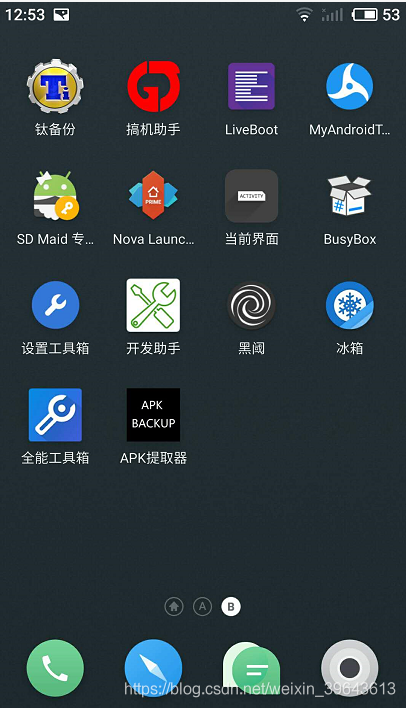 12:53 53
Ti
钛备份 搞机助手 LiveBoot MyAndroidT...
PRIME ACTIVITY #
SD Maid 专... Nova Launc... 当前界面 BusyBox
设置工具箱 开发助手 黑阈 冰箱
APK
BACKUP
全能工具箱 APK提取器
A B
https://blog.csdn.net/weixin_39643613